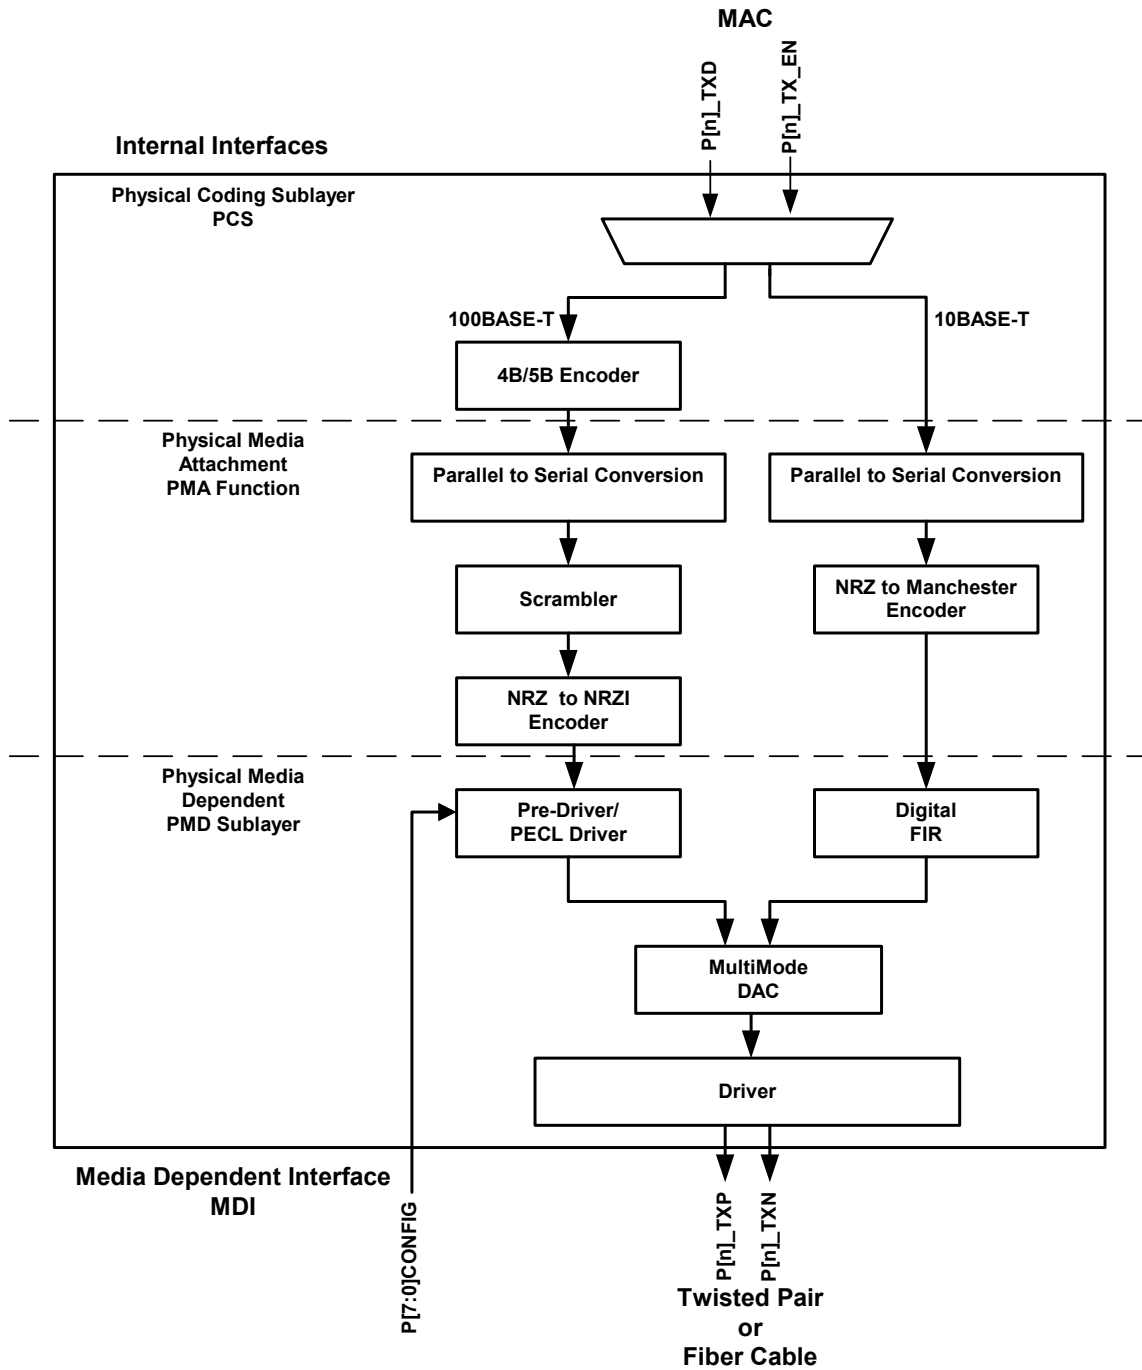 MAC
P[n]_TXD
P[n]_TX_EN
Internal Interfaces
Physical Coding Sublayer
PCS
100BASE-T
10BASE-T
4B/5B Encoder
Physical Media
Attachment
PMA Function
Parallel to Serial Conversion
Parallel to Serial Conversion
Scrambler
NRZ to Manchester
Encoder
NRZ to NRZI
Encoder
Physical Media
Dependent
PMD Sublayer
Pre-Driver/
PECL Driver
Digital
FIR
MultiMode
DAC
Driver
Media Dependent Interface
MDI
P[7:0]CONFIG
P[n]_TXP
P[n]_TXN
Twisted Pair
or
Fiber Cable